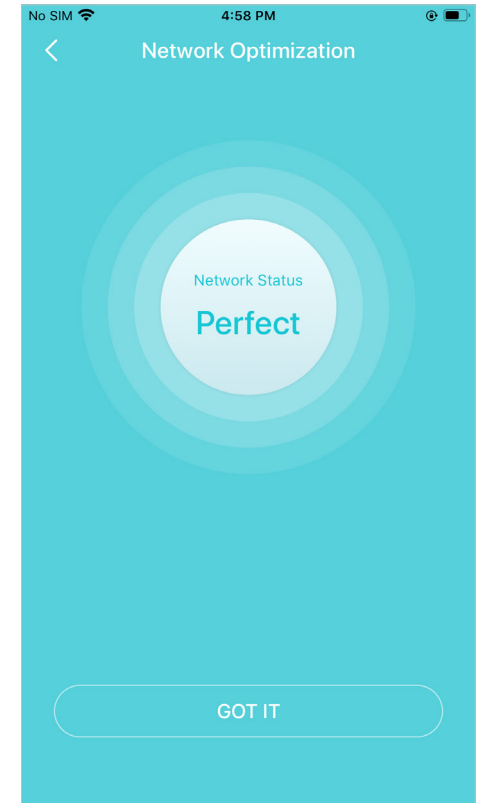 No SIM 4:58 PM
Network Optimization
Network Status
Perfect
GOT IT